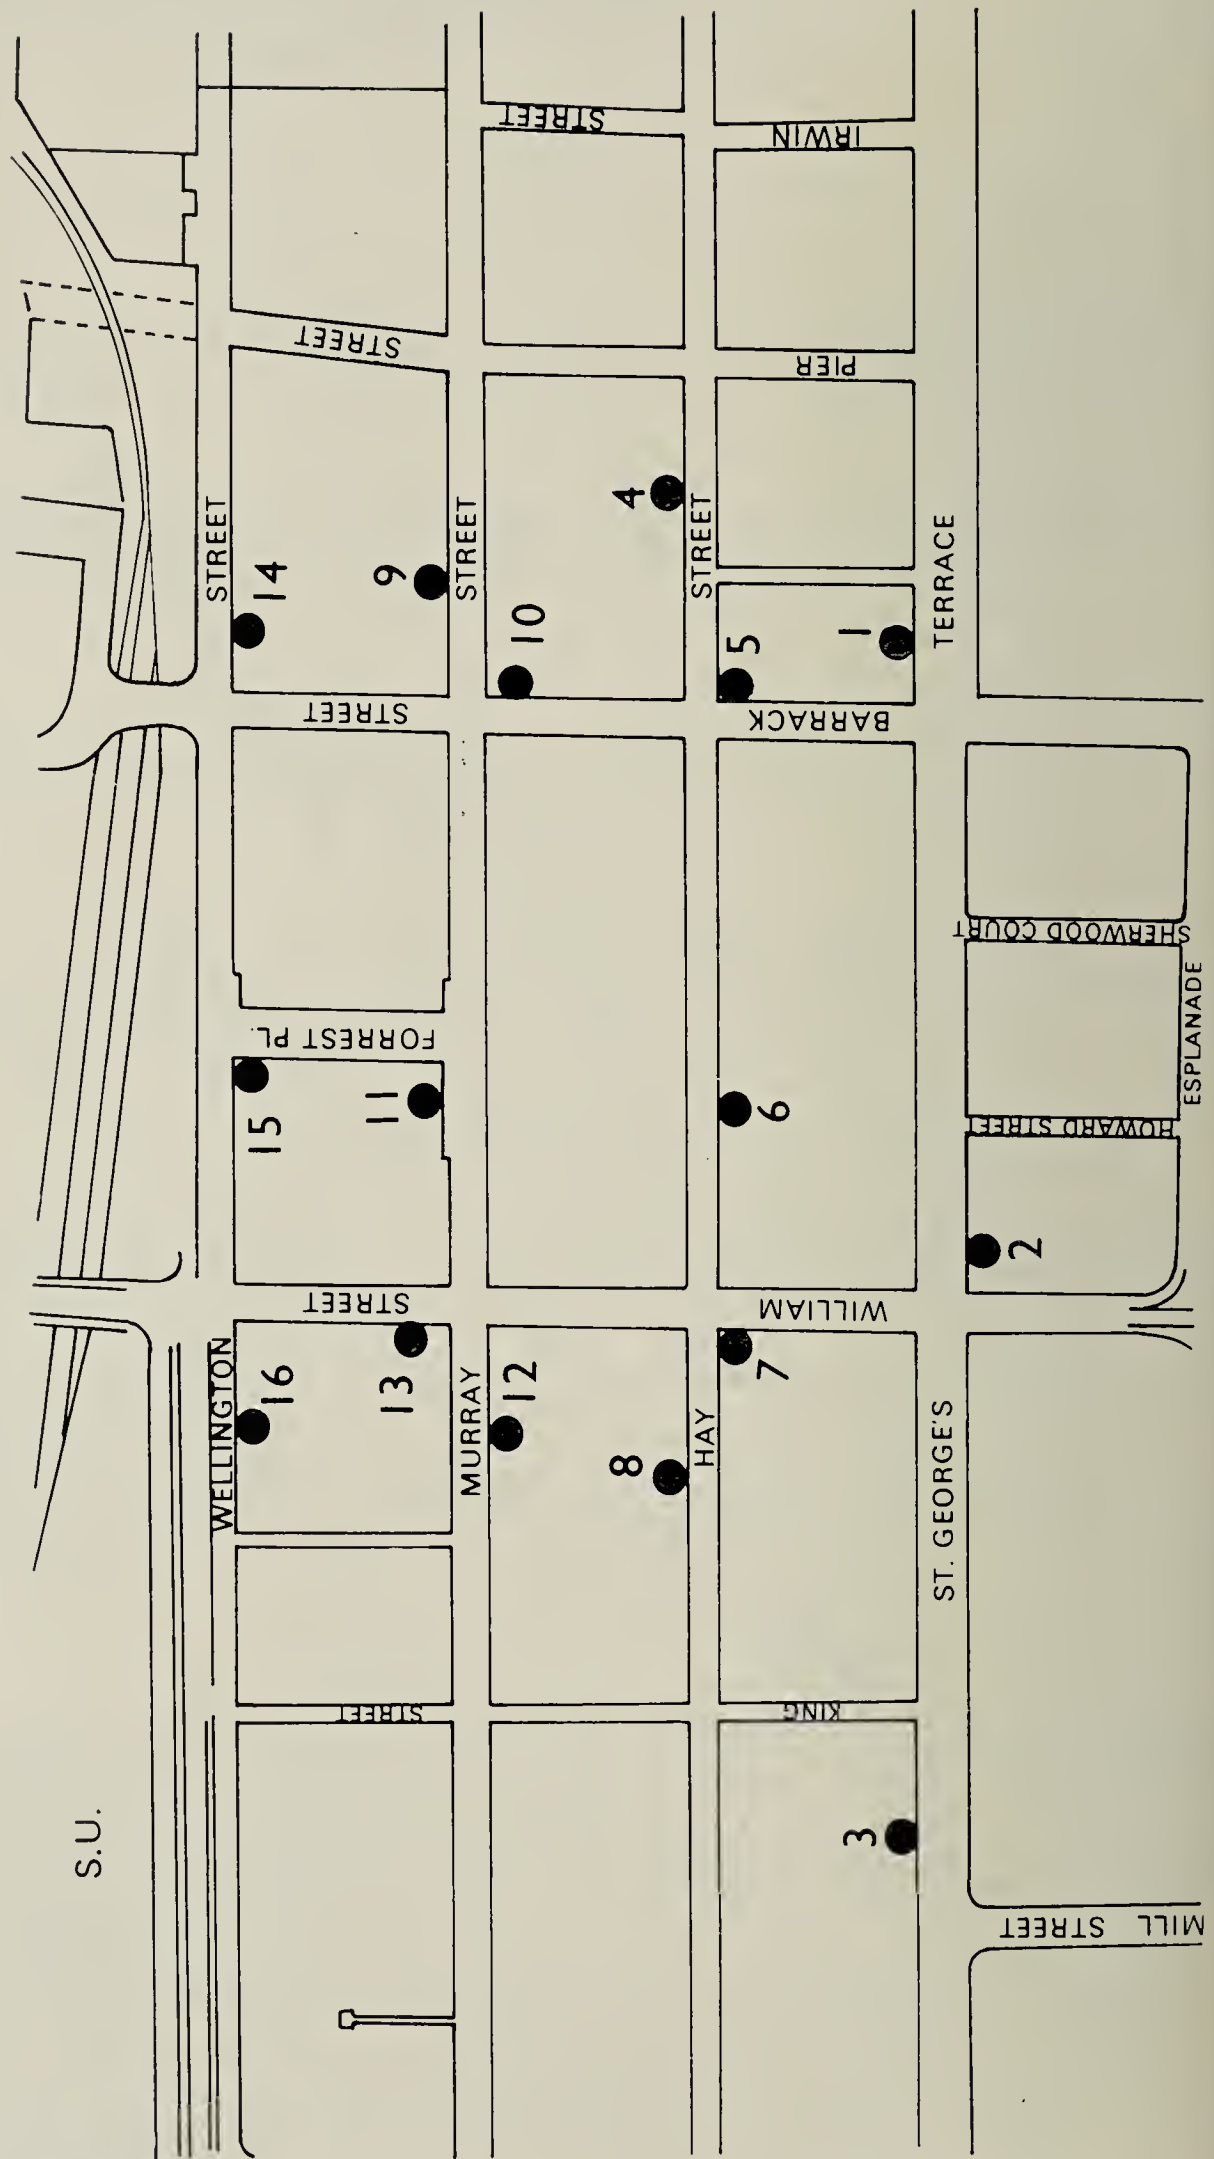 S.U.
WELLINGTON STREET
MURRAY STREET
HAY STREET
ST. GEORGE'S TERRACE
ESPLANADE
MILL STREET
KING STREET
WILLIAM STREET
HOWARD STREET
SHERWOOD COURT
FORREST PL
BARRACK STREET
PIER STREET
IRWIN STREET
1
2
3
4
5
6
7
8
9
10
11
12
13
14
15
16